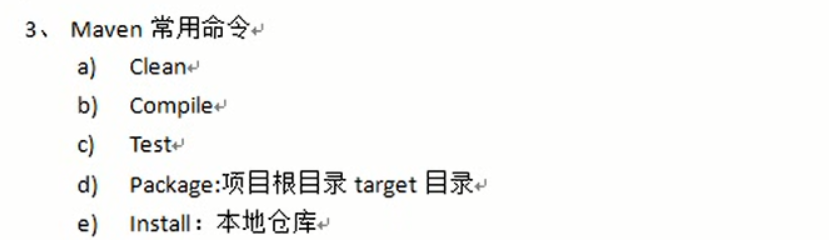 3、 Maven 常用命令
a) Clean
b) Compile
c) Test
d) Package:项目根目录 target 目录
e) Install：本地仓库